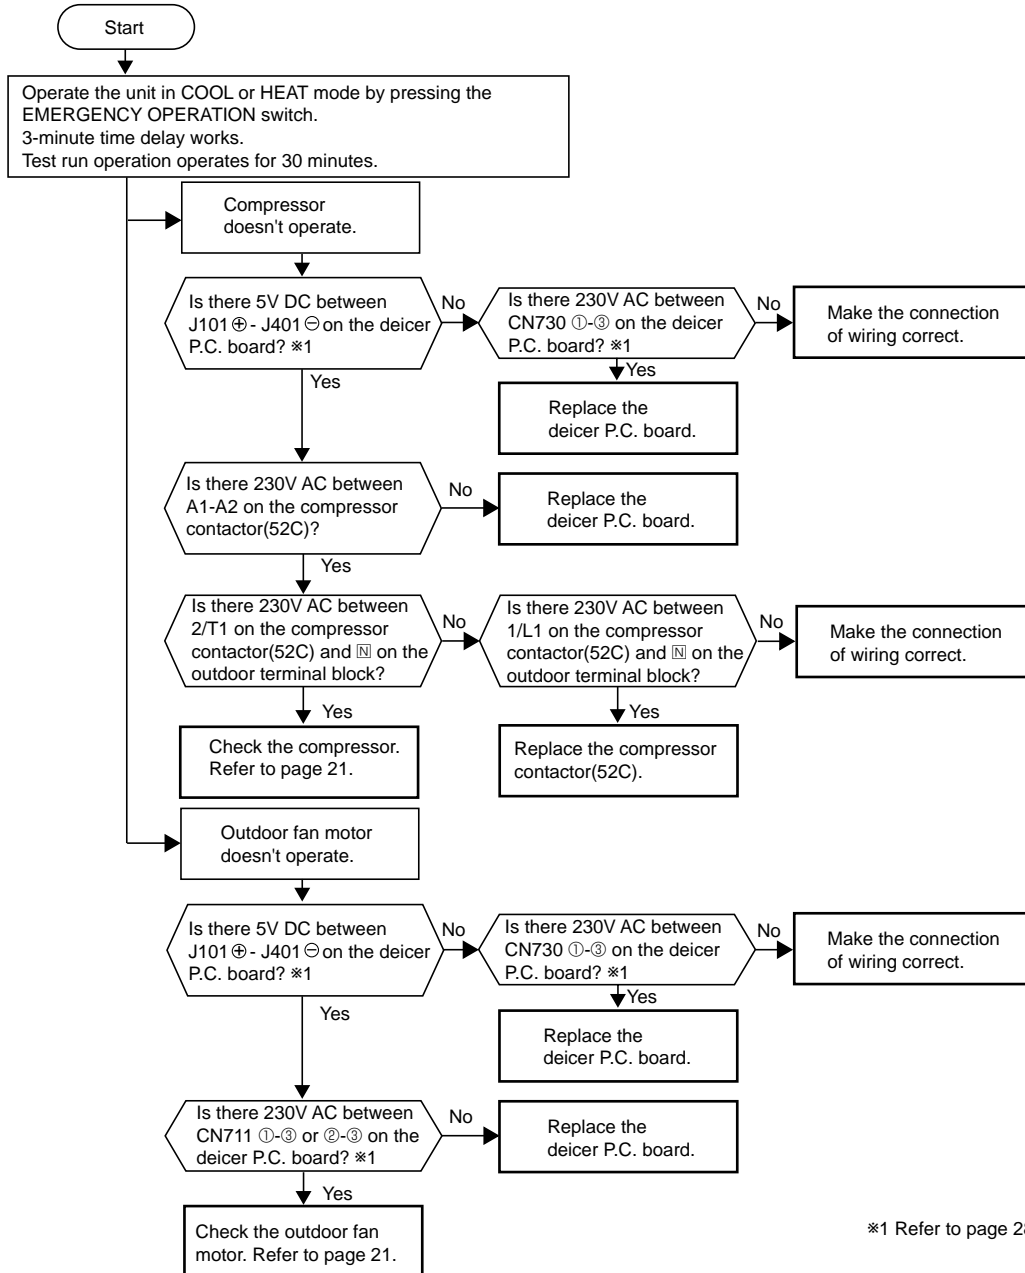 Start
Operate the unit in COOL or HEAT mode by pressing the
EMERGENCY OPERATION switch.
3-minute time delay works.
Test run operation operates for 30 minutes.
Compressor
doesn't operate.
Is there 5V DC between
J101 ⊕ - J401 ⊖ on the deicer
P.C. board? ※1
No
Is there 230V AC between
CN730 ①-③ on the deicer
P.C. board? ※1
No
Make the connection
of wiring correct.
Yes
Replace the
deicer P.C. board.
Yes
Is there 230V AC between
A1-A2 on the compressor
contactor(52C)?
No
Replace the
deicer P.C. board.
Yes
Is there 230V AC between
2/T1 on the compressor
contactor(52C) and 🄽 on the
outdoor terminal block?
No
Is there 230V AC between
1/L1 on the compressor
contactor(52C) and 🄽 on the
outdoor terminal block?
No
Make the connection
of wiring correct.
Yes
Replace the compressor
contactor(52C).
Yes
Check the compressor.
Refer to page 21.
Outdoor fan motor
doesn't operate.
Is there 5V DC between
J101 ⊕ - J401 ⊖ on the deicer
P.C. board? ※1
No
Is there 230V AC between
CN730 ①-③ on the deicer
P.C. board? ※1
No
Make the connection
of wiring correct.
Yes
Replace the
deicer P.C. board.
Yes
Is there 230V AC between
CN711 ①-③ or ②-③ on the
deicer P.C. board? ※1
No
Replace the
deicer P.C. board.
Yes
Check the outdoor fan
motor. Refer to page 21.
※1 Refer to page